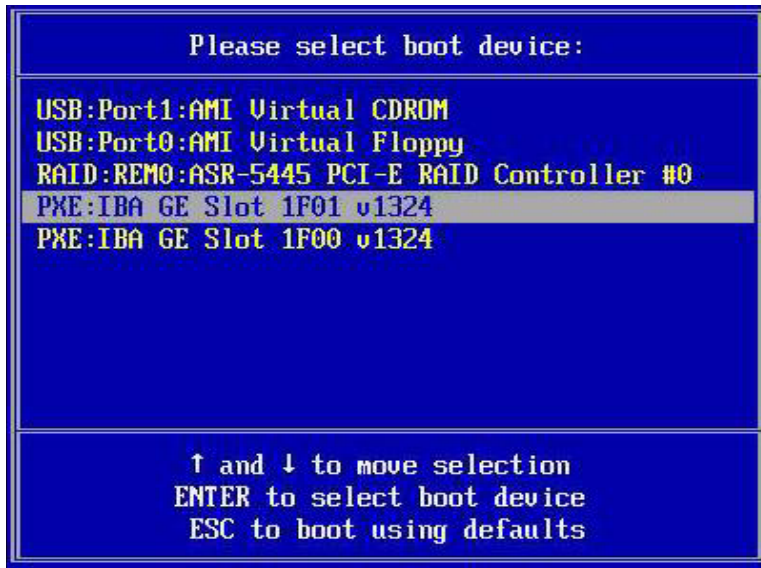 Please select boot device:
USB:Port1:AMI Virtual CDROM
USB:Port0:AMI Virtual Floppy
RAID:REM0:ASR-5445 PCI-E RAID Controller #0
PXE:IBA GE Slot 1F01 v1324
PXE:IBA GE Slot 1F00 v1324
↑ and ↓ to move selection
ENTER to select boot device
ESC to boot using defaults